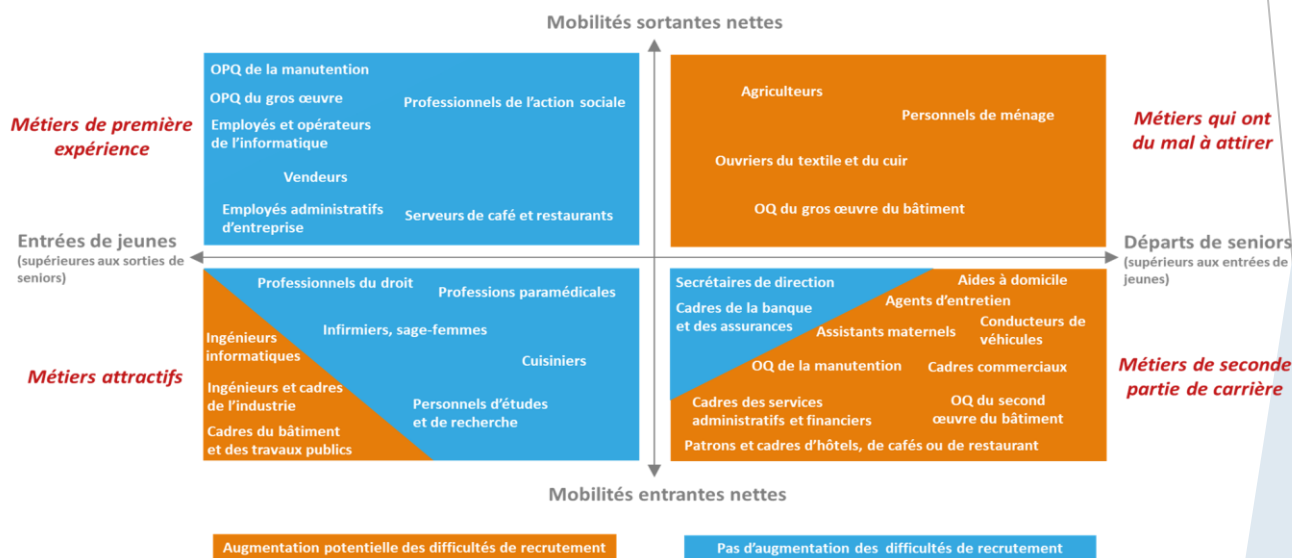 Mobilités sortantes nettes
Métiers de première
expérience
OPQ de la manutention
OPQ du gros œuvre
Employés et opérateurs
de l'informatique
Professionnels de l'action sociale
Vendeurs
Employés administratifs
d'entreprise
Serveurs de café et restaurants
Agriculteurs
Personnels de ménage
Ouvriers du textile et du cuir
OQ du gros œuvre du bâtiment
Métiers qui ont
du mal à attirer
Entrées de jeunes
(supérieures aux sorties de
seniors)
Départs de seniors
(supérieurs aux entrées de
jeunes)
Métiers attractifs
Professionnels du droit
Professions paramédicales
Infirmiers, sage-femmes
Ingénieurs
informatiques
Cuisiniers
Ingénieurs et cadres
de l'industrie
Personnels d'études
et de recherche
Cadres du bâtiment
et des travaux publics
Secrétaires de direction
Cadres de la banque
et des assurances
Aides à domicile
Agents d'entretien
Assistants maternels
Conducteurs de
véhicules
OQ de la manutention
Cadres commerciaux
Cadres des services
administratifs et financiers
OQ du second
œuvre du bâtiment
Patrons et cadres d'hôtels, de cafés ou de restaurant
Métiers de seconde
partie de carrière
Mobilités entrantes nettes
Augmentation potentielle des difficultés de recrutement
Pas d'augmentation des difficultés de recrutement